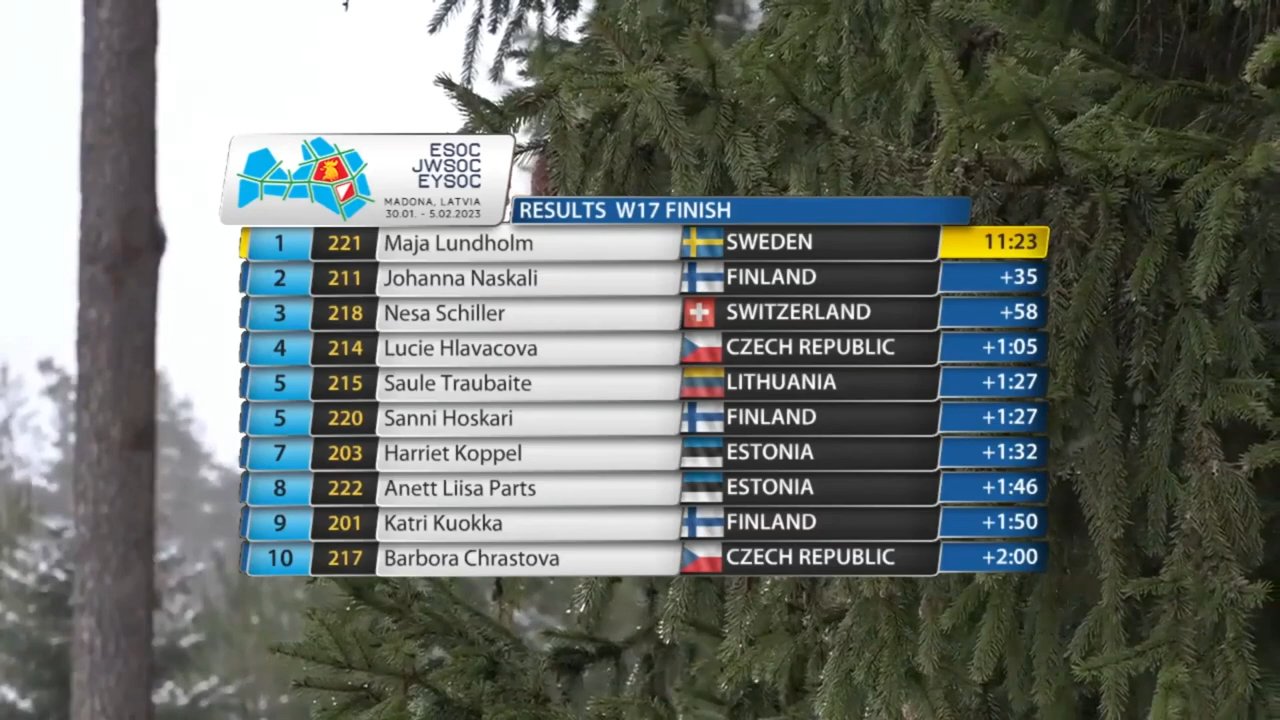 ESOC
JWSOC
EYSOC
MADONA, LATVIA
30.01. - 5.02.2023
RESULTS W17 FINISH
1 221 Maja Lundholm SWEDEN 11:23
2 211 Johanna Naskali FINLAND +35
3 218 Nesa Schiller SWITZERLAND +58
4 214 Lucie Hlavacova CZECH REPUBLIC +1:05
5 215 Saule Traubaite LITHUANIA +1:27
5 220 Sanni Hoskari FINLAND +1:27
7 203 Harriet Koppel ESTONIA +1:32
8 222 Anett Liisa Parts ESTONIA +1:46
9 201 Katri Kuokka FINLAND +1:50
10 217 Barbora Chrastova CZECH REPUBLIC +2:00